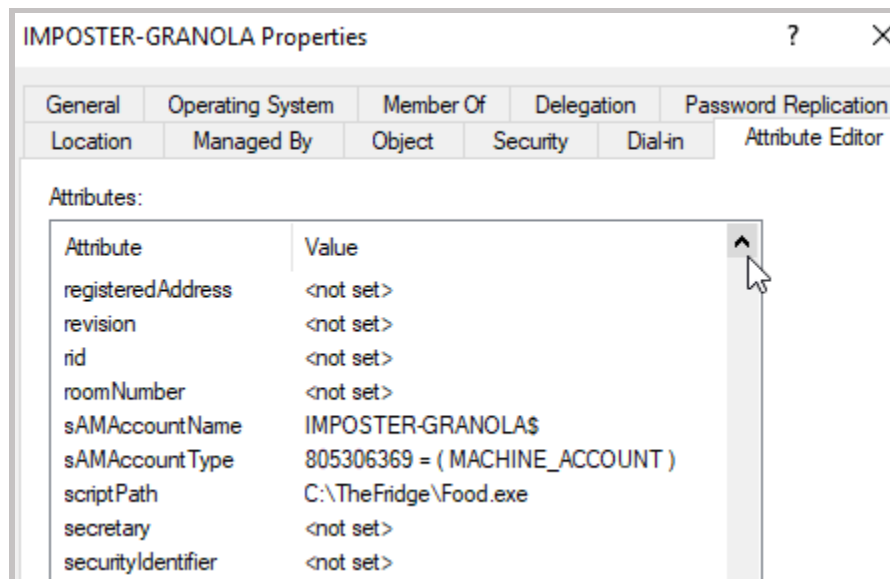 IMPOSTER-GRANOLA Properties ?
General Operating System Member Of Delegation Password Replication
Location Managed By Object Security Dial-in Attribute Editor
Attributes:
Attribute Value
registeredAddress <not set>
revision <not set>
rid <not set>
roomNumber <not set>
sAMAccountName IMPOSTER-GRANOLA$
sAMAccountType 805306369 = ( MACHINE_ACCOUNT )
scriptPath C:\TheFridge\Food.exe
secretary <not set>
securityIdentifier <not set>